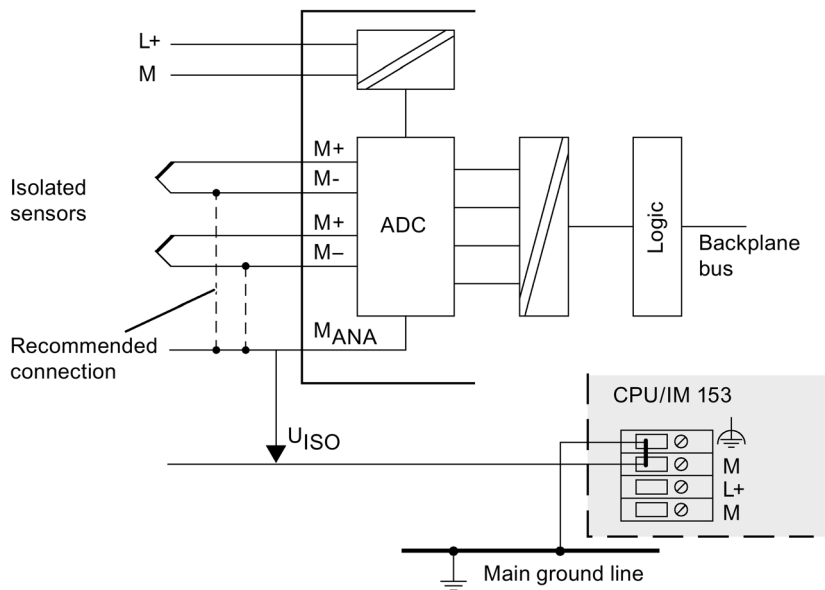 L+
M
M+
M-
Isolated
sensors
M+
M–
ADC
Logic
Backplane
bus
MANA
Recommended
connection
UISO
CPU/IM 153
M
L+
M
Main ground line